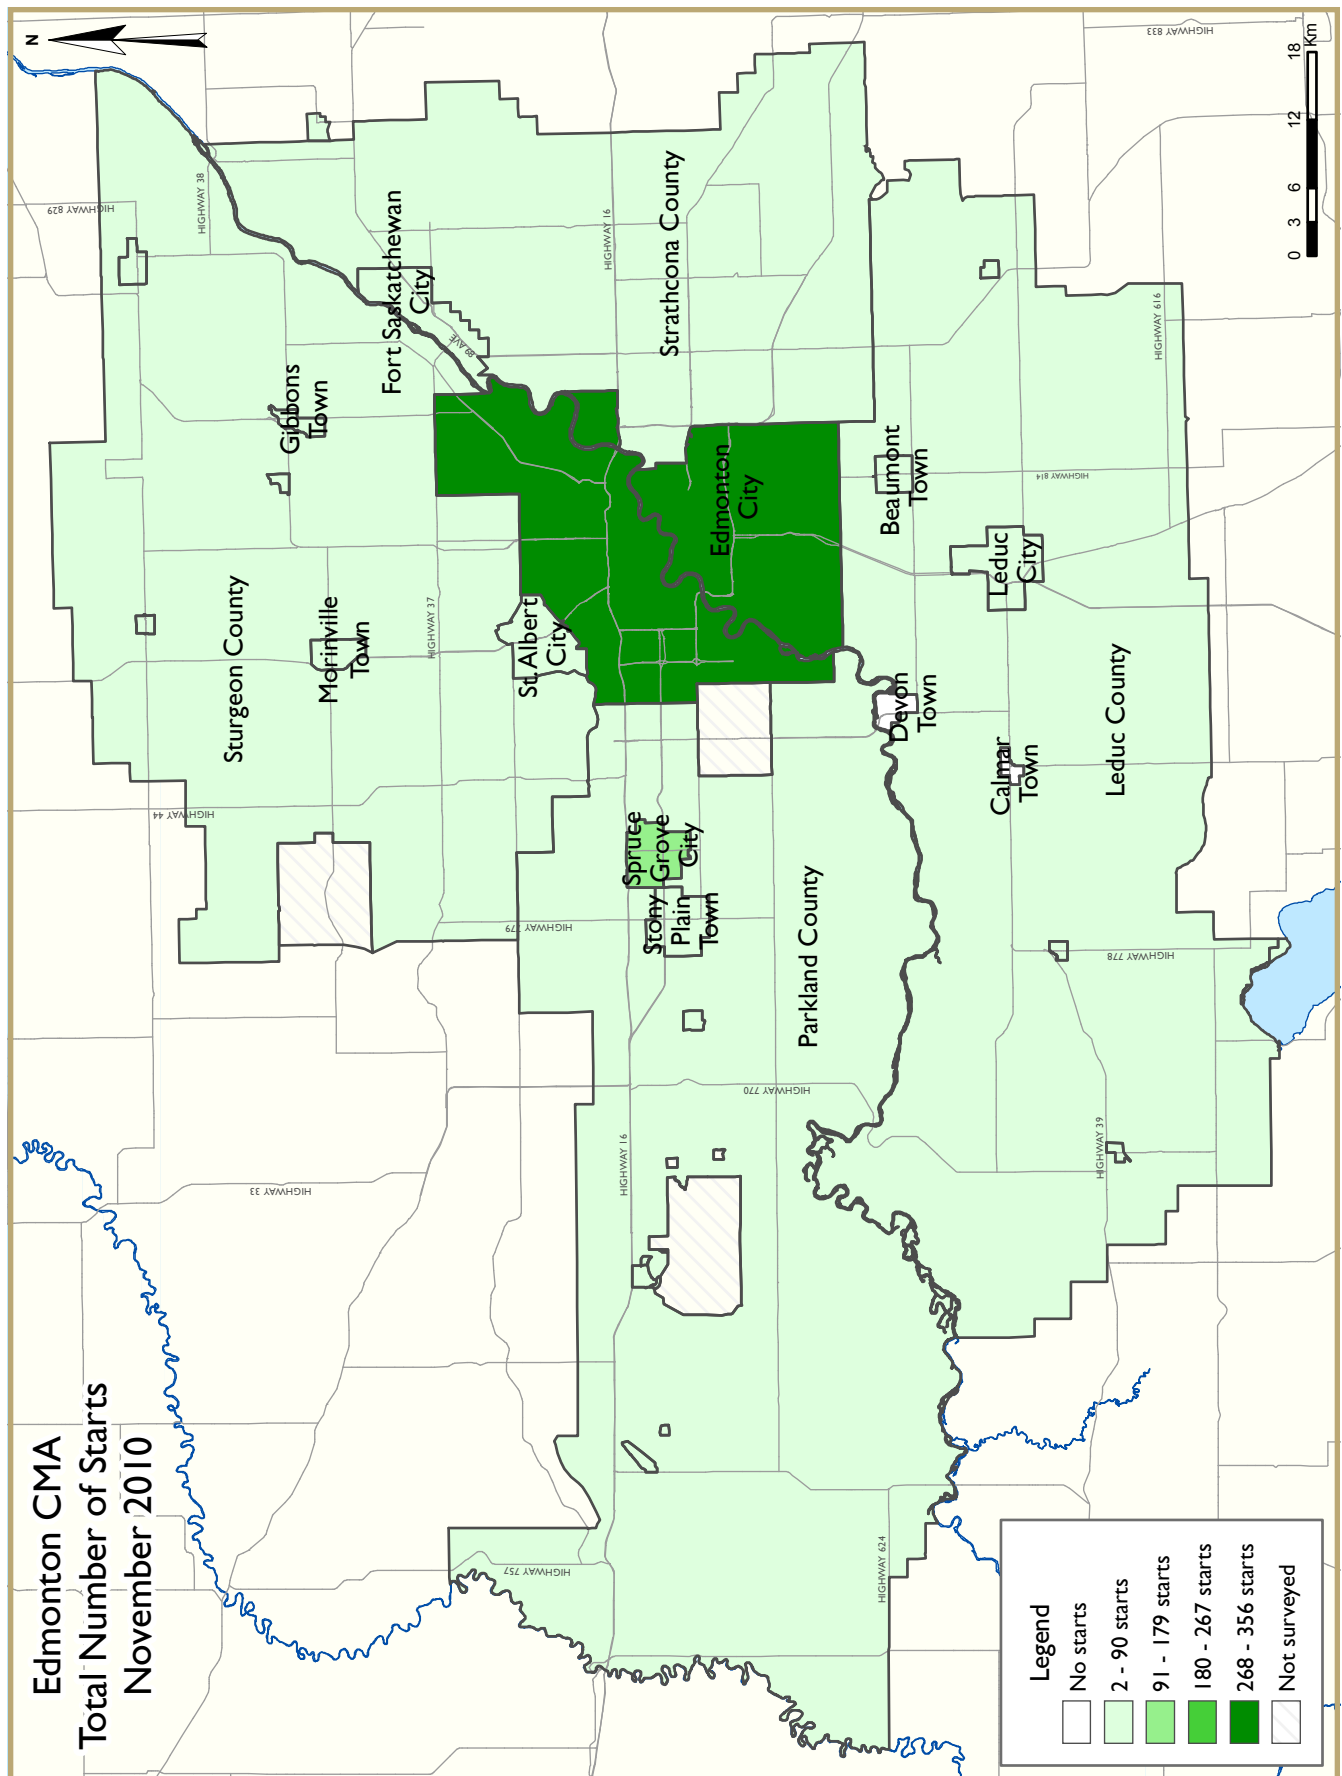 Edmonton CMA
Total Number of Starts
November 2010
N
HIGHWAY 829
HIGHWAY 38
HIGHWAY 833
HIGHWAY 44
HIGHWAY 33
HIGHWAY 37
HIGHWAY 779
HIGHWAY 16
HIGHWAY 16
HIGHWAY 757
HIGHWAY 770
HIGHWAY 624
HIGHWAY 778
HIGHWAY 39
HIGHWAY 814
HIGHWAY 616
89 AVE
Sturgeon County
Gibbons
Town
Morinville
Town
Fort Saskatchewan
City
St. Albert
City
Strathcona County
Edmonton
City
Spruce
Grove
City
Stony
Plain
Town
Parkland County
Beaumont
Town
Devon
Town
Leduc
City
Calmar
Town
Leduc County
Legend
No starts
2 - 90 starts
91 - 179 starts
180 - 267 starts
268 - 356 starts
Not surveyed
0 3 6 12 18
Km